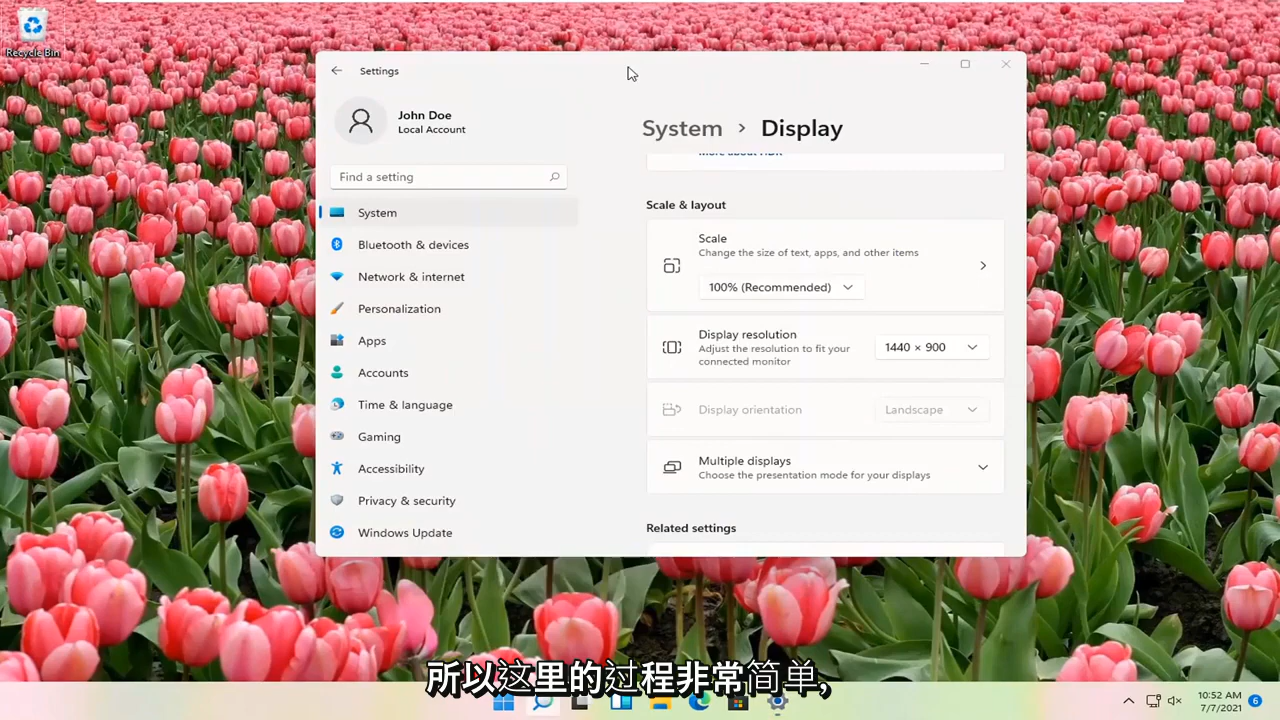 Recycle Bin
Settings
John Doe
Local Account
Find a setting
System
Bluetooth & devices
Network & internet
Personalization
Apps
Accounts
Time & language
Gaming
Accessibility
Privacy & security
Windows Update
System > Display
More about HDR
Scale & layout
Scale
Change the size of text, apps, and other items
100% (Recommended)
Display resolution
Adjust the resolution to fit your
connected monitor
1440 × 900
Display orientation
Landscape
Multiple displays
Choose the presentation mode for your displays
Related settings
所以这里的过程非常简单,
10:52 AM
7/7/2021
6